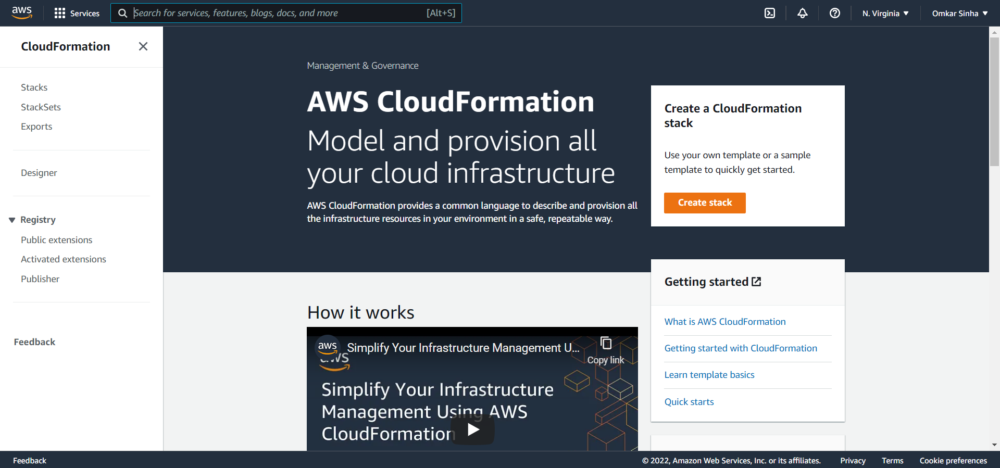 aws
Services
Search for services, features, blogs, docs, and more
[Alt+S]
N. Virginia
Omkar Sinha
CloudFormation
Stacks
StackSets
Exports
Designer
Registry
Public extensions
Activated extensions
Publisher
Feedback
Management & Governance
AWS CloudFormation
Model and provision all
your cloud infrastructure
AWS CloudFormation provides a common language to describe and provision all
the infrastructure resources in your environment in a safe, repeatable way.
Create a CloudFormation
stack
Use your own template or a sample
template to quickly get started.
Create stack
How it works
aws
Simplify Your Infrastructure Management U...
Copy link
aws
Simplify Your Infrastructure
Management Using AWS
CloudFormation
Getting started
What is AWS CloudFormation
Getting started with CloudFormation
Learn template basics
Quick starts
Feedback
© 2022, Amazon Web Services, Inc. or its affiliates.
Privacy
Terms
Cookie preferences